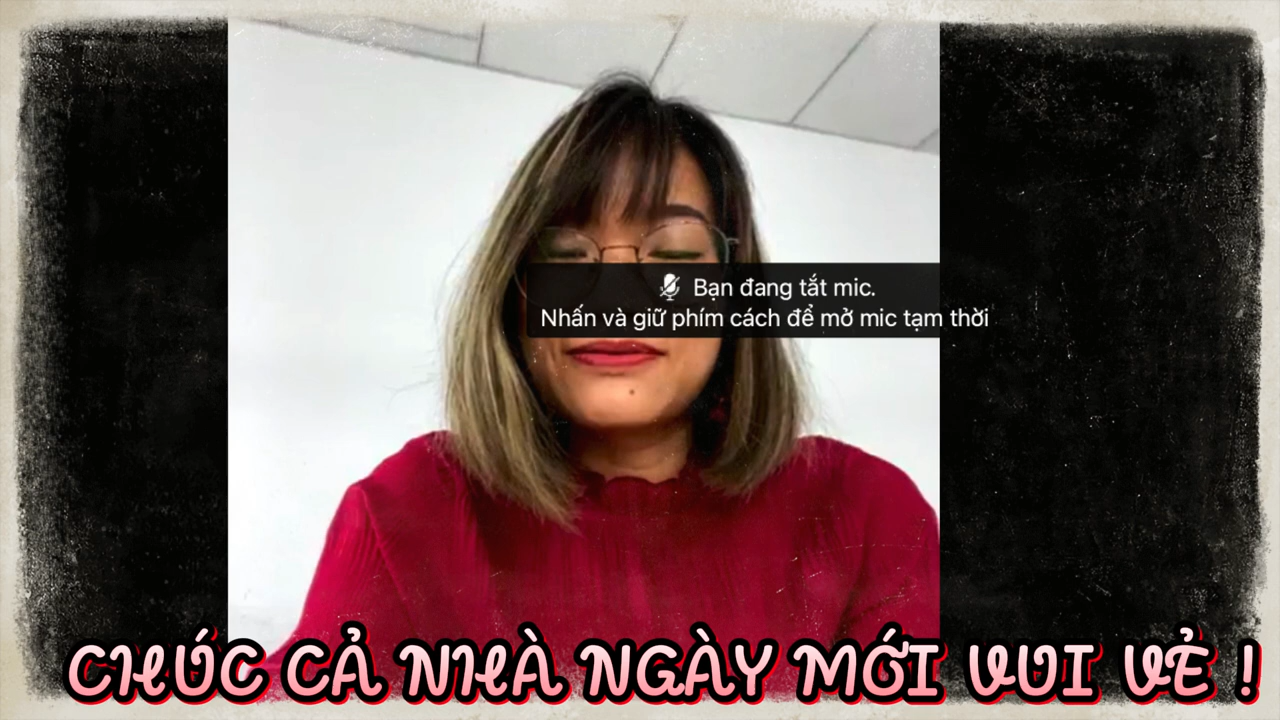 Bạn đang tắt mic.
Nhấn và giữ phím cách để mở mic tạm thời
CHÚC CẢ NHÀ NGÀY MỚI VUI VẺ !